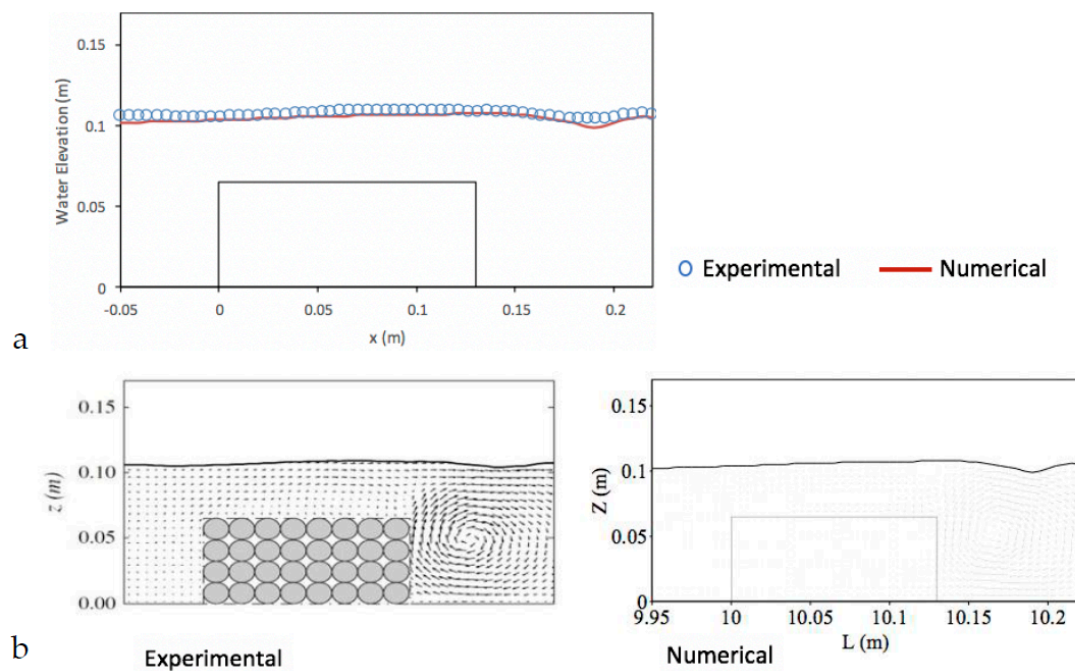 0.15
0.1
0.05
0
Water Elevation (m)
-0.05 0 0.05 0.1 0.15 0.2
x (m)
Experimental Numerical
a
0.15
0.10
0.05
0.00
z (m)
0.15
0.1
0.05
0
Z (m)
9.95 10 10.05 10.1 10.15 10.2
L (m)
b
Experimental
Numerical